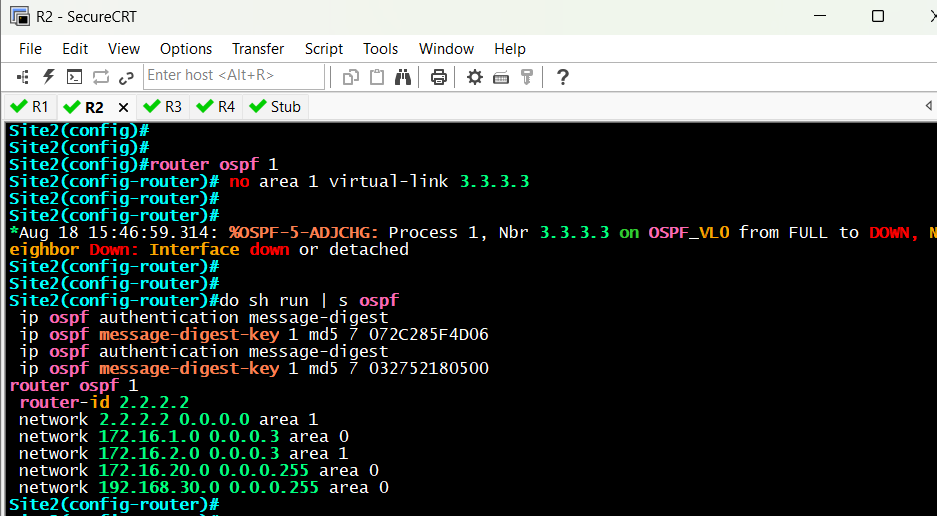 R2 - SecureCRT
File Edit View Options Transfer Script Tools Window Help
Enter host <Alt+R>
R1 R2 R3 R4 Stub
Site2(config)#
Site2(config)#
Site2(config)#router ospf 1
Site2(config-router)# no area 1 virtual-link 3.3.3.3
Site2(config-router)#
Site2(config-router)#
*Aug 18 15:46:59.314: %OSPF-5-ADJCHG: Process 1, Nbr 3.3.3.3 on OSPF_VL0 from FULL to DOWN, N
eighbor Down: Interface down or detached
Site2(config-router)#
Site2(config-router)#
Site2(config-router)#do sh run | s ospf
 ip ospf authentication message-digest
 ip ospf message-digest-key 1 md5 7 072C285F4D06
 ip ospf authentication message-digest
 ip ospf message-digest-key 1 md5 7 032752180500
router ospf 1
 router-id 2.2.2.2
 network 2.2.2.2 0.0.0.0 area 1
 network 172.16.1.0 0.0.0.3 area 0
 network 172.16.2.0 0.0.0.3 area 1
 network 172.16.20.0 0.0.0.255 area 0
 network 192.168.30.0 0.0.0.255 area 0
Site2(config-router)#